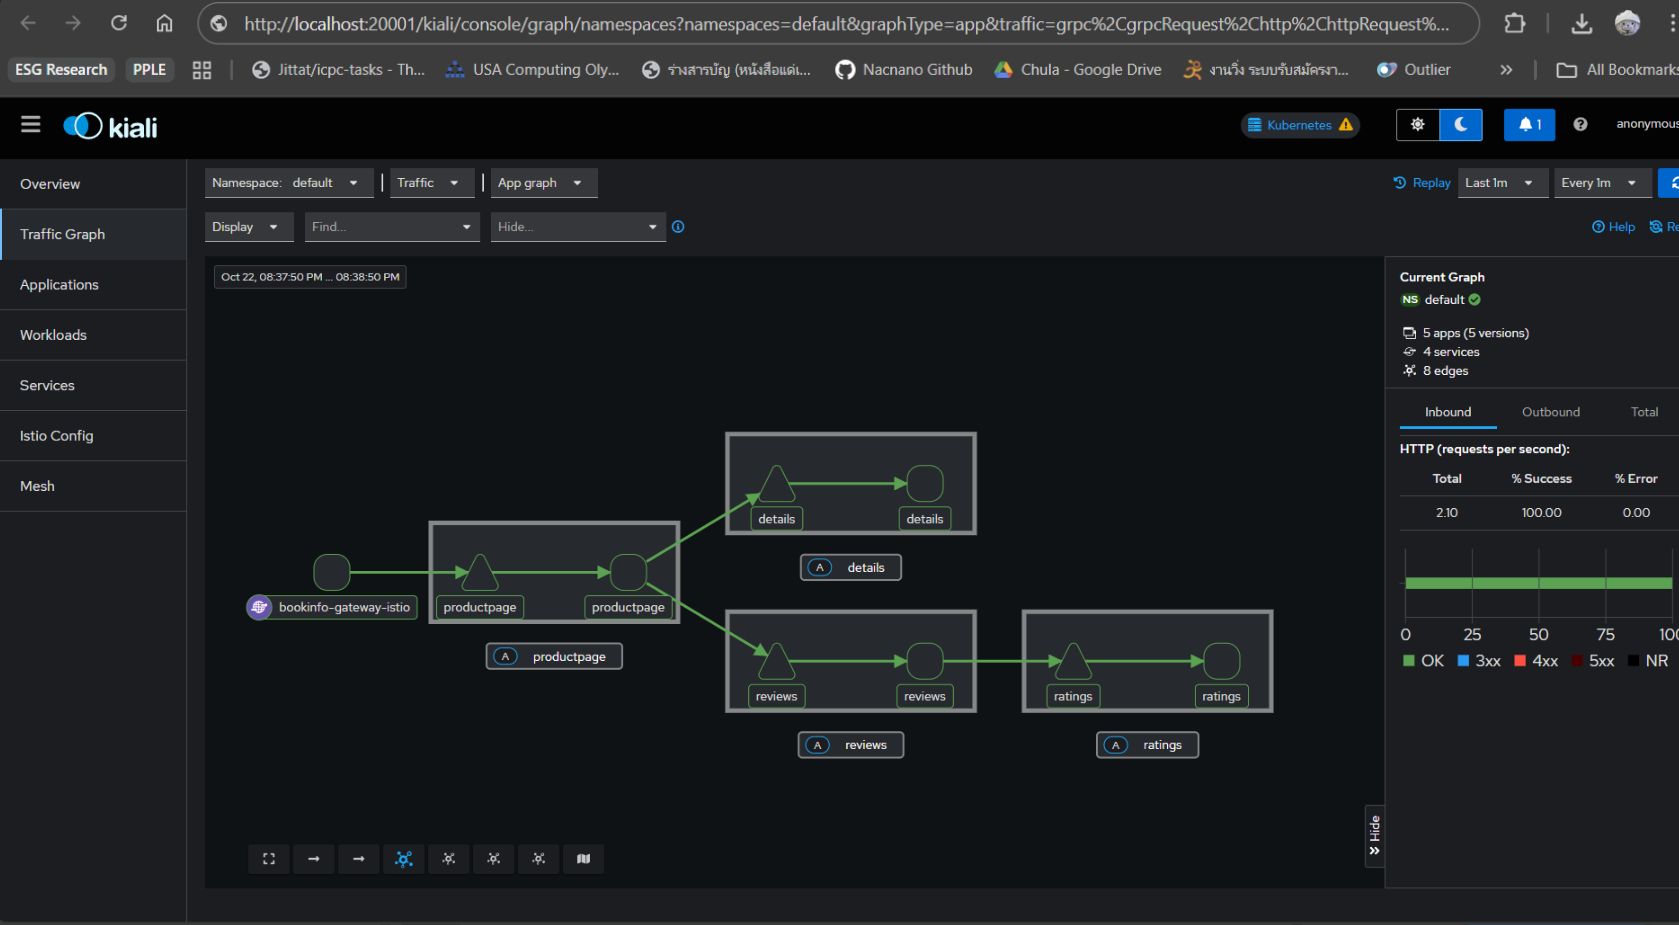 http://localhost:20001/kiali/console/graph/namespaces?namespaces=default&graphType=app&traffic=grpc%2CgrpcRequest%2Chttp%2ChttpRequest%...
ESG Research PPLE Jittat/icpc-tasks - Th... USA Computing Oly... ร่างสารบัญ (หนังสือแด่เ... Nacnano Github Chula - Google Drive งานวิ่ง ระบบรับสมัครงา... Outlier » All Bookmarks
kiali Kubernetes 1 anonymous
Overview
Traffic Graph
Applications
Workloads
Services
Istio Config
Mesh
Namespace: default Traffic App graph Replay Last 1m Every 1m
Display Find... Hide... Help Re
Oct 22, 08:37:50 PM ... 08:38:50 PM
details details
A details
bookinfo-gateway-istio productpage productpage
A productpage
reviews reviews ratings ratings
A reviews A ratings
Hide
Current Graph
NS default
5 apps (5 versions)
4 services
8 edges
Inbound Outbound Total
HTTP (requests per second):
Total % Success % Error
2.10 100.00 0.00
0 25 50 75 100
OK 3xx 4xx 5xx NR